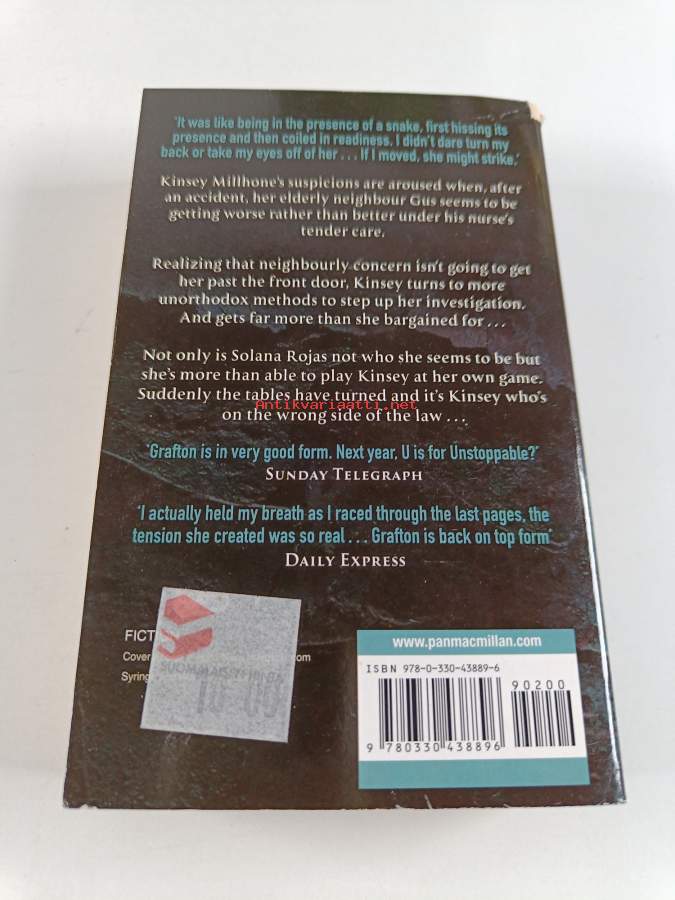 'It was like being in the presence of a snake, first hissing its
presence and then coiled in readiness. I didn't dare turn my
back or take my eyes off of her ... If I moved, she might strike.'
Kinsey Millhone's suspicions are aroused when, after
an accident, her elderly neighbour Gus seems to be
getting worse rather than better under his nurse's
tender care.
Realizing that neighbourly concern isn't going to get
her past the front door, Kinsey turns to more
unorthodox methods to step up her investigation.
And gets far more than she bargained for ...
Not only is Solana Rojas not who she seems to be but
she's more than able to play Kinsey at her own game.
Suddenly the tables have turned and it's Kinsey who's
Antikvariaatti.net
on the wrong side of the law ...
'Grafton is in very good form. Next year, U is for Unstoppable?'
SUNDAY TELEGRAPH
'I actually held my breath as I raced through the last pages, the
tension she created was so real ... Grafton is back on top form'
DAILY EXPRESS
FICT
Cover om
Syring
SUOMALAISEN HINTA
10 00
www.panmacmillan.com
ISBN 978-0-330-43889-6
90200
9 780330 438896